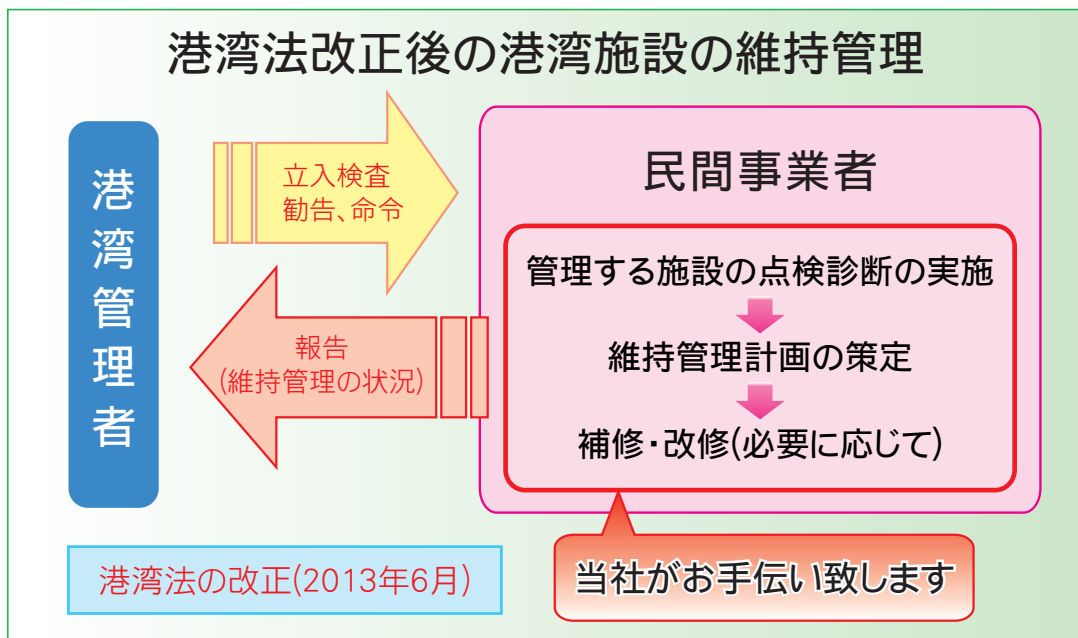 港湾法改正後の港湾施設の維持管理
港湾管理者
立入検査
勧告、命令
報告
(維持管理の状況)
民間事業者
管理する施設の点検診断の実施
維持管理計画の策定
補修・改修(必要に応じて)
港湾法の改正(2013年6月)
当社がお手伝い致します